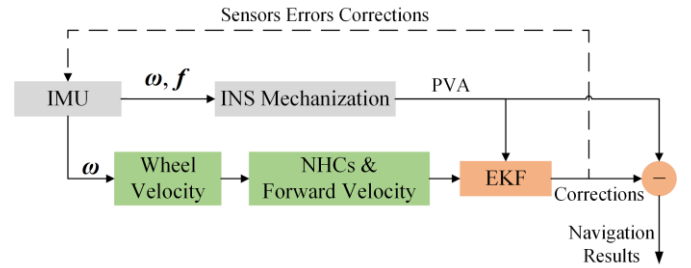 Sensors Errors Corrections
ω, f
PVA
IMU
INS Mechanization
ω
Wheel
Velocity
NHCs &
Forward Velocity
EKF
−
Corrections
Navigation
Results